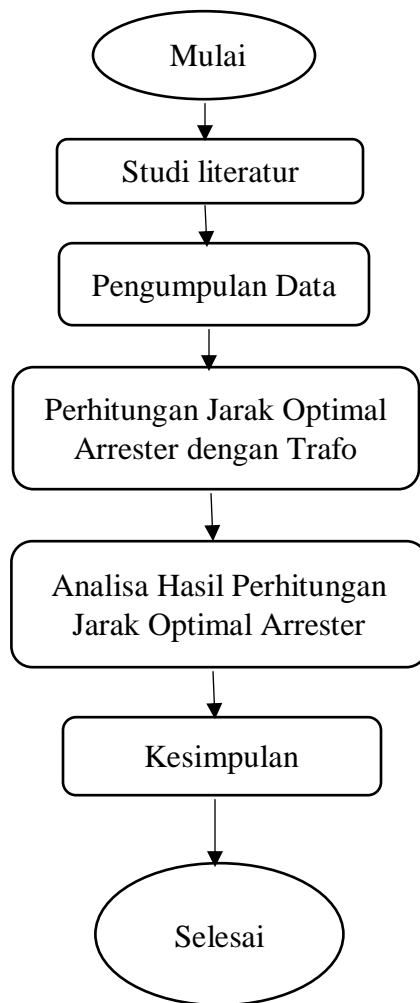 Mulai
Studi literatur
Pengumpulan Data
Perhitungan Jarak Optimal
Arrester dengan Trafo
Analisa Hasil Perhitungan
Jarak Optimal Arrester
Kesimpulan
Selesai